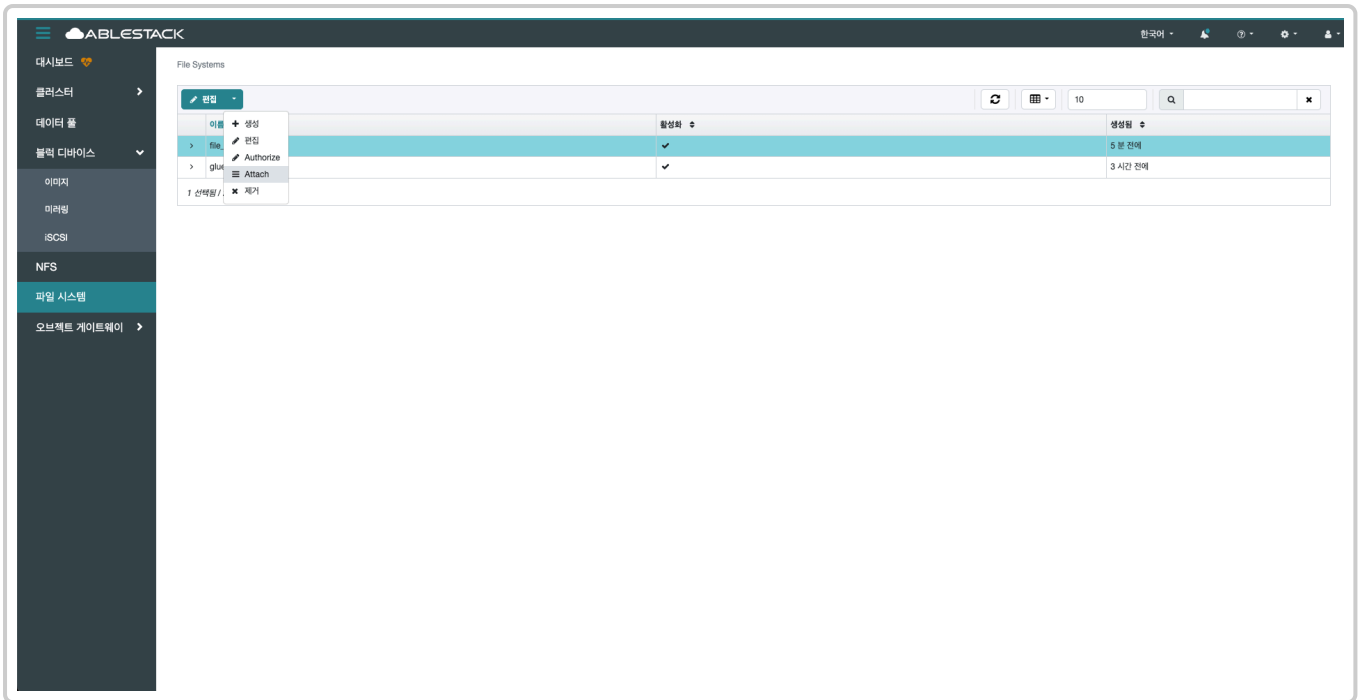 ABLESTACK
한국어
대시보드
클러스터
데이터 풀
블럭 디바이스
이미지
미러링
iSCSI
NFS
파일 시스템
오브젝트 게이트웨이
File Systems
편집
10
활성화
생성됨
생성
편집
Authorize
Attach
제거
file_
5 분 전에
3 시간 전에
1 선택됨 /